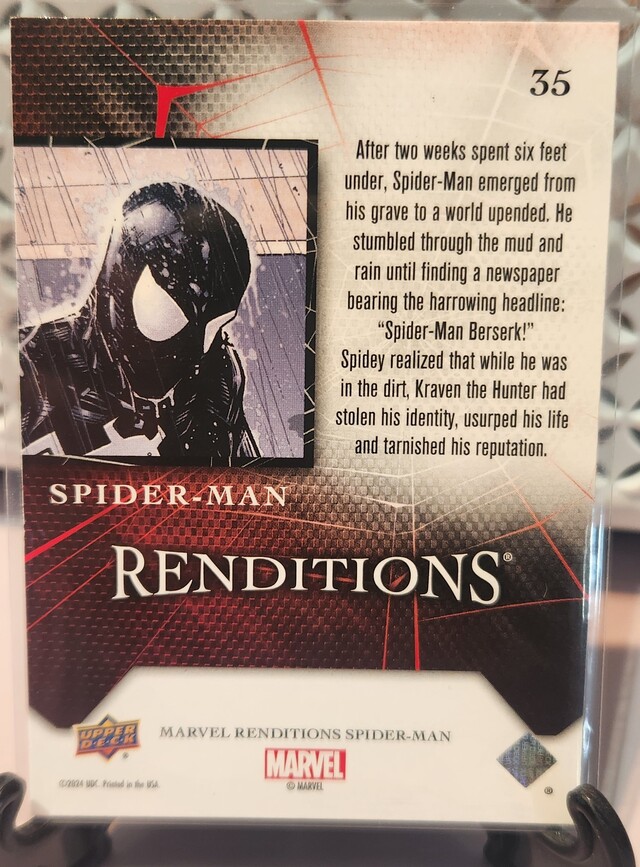 35
After two weeks spent six feet
under, Spider-Man emerged from
his grave to a world upended. He
stumbled through the mud and
rain until finding a newspaper
bearing the harrowing headline:
“Spider-Man Berserk!”
Spidey realized that while he was
in the dirt, Kraven the Hunter had
stolen his identity, usurped his life
and tarnished his reputation.
SPIDER-MAN
RENDITIONS®
UPPER
DECK
®
MARVEL RENDITIONS SPIDER-MAN
MARVEL
©2024 UDC. Printed in the USA.
© MARVEL
®